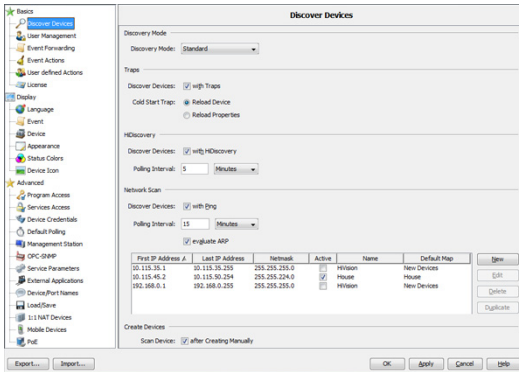 Basics
Discover Devices
User Management
Event Forwarding
Event Actions
User defined Actions
License
Display
Language
Event
Device
Appearance
Status Colors
Device Icon
Advanced
Program Access
Services Access
Device Credentials
Default Polling
Management Station
OPC-SNMP
Service Parameters
External Applications
Device/Port Names
Load/Save
1:1 NAT Devices
Mobile Devices
PoE
Discover Devices
Discovery Mode
Discovery Mode: Standard
Traps
Discover Devices: with Traps
Cold Start Trap: Reload Device
Reload Properties
HiDiscovery
Discover Devices: with HiDiscovery
Polling Interval: 5 Minutes
Network Scan
Discover Devices: with Ping
Polling Interval: 15 Minutes
evaluate ARP
First IP Address Last IP Address Netmask Active Name Default Map
10.115.35.1 10.115.35.255 255.255.255.0 HiVision New Devices
10.115.45.2 10.115.50.254 255.255.224.0 House House
192.168.0.1 192.168.0.255 255.255.255.0 HiVision New Devices
New
Edit
Delete
Duplicate
Create Devices
Scan Device: after Creating Manually
Export... Import... OK Apply Cancel Help